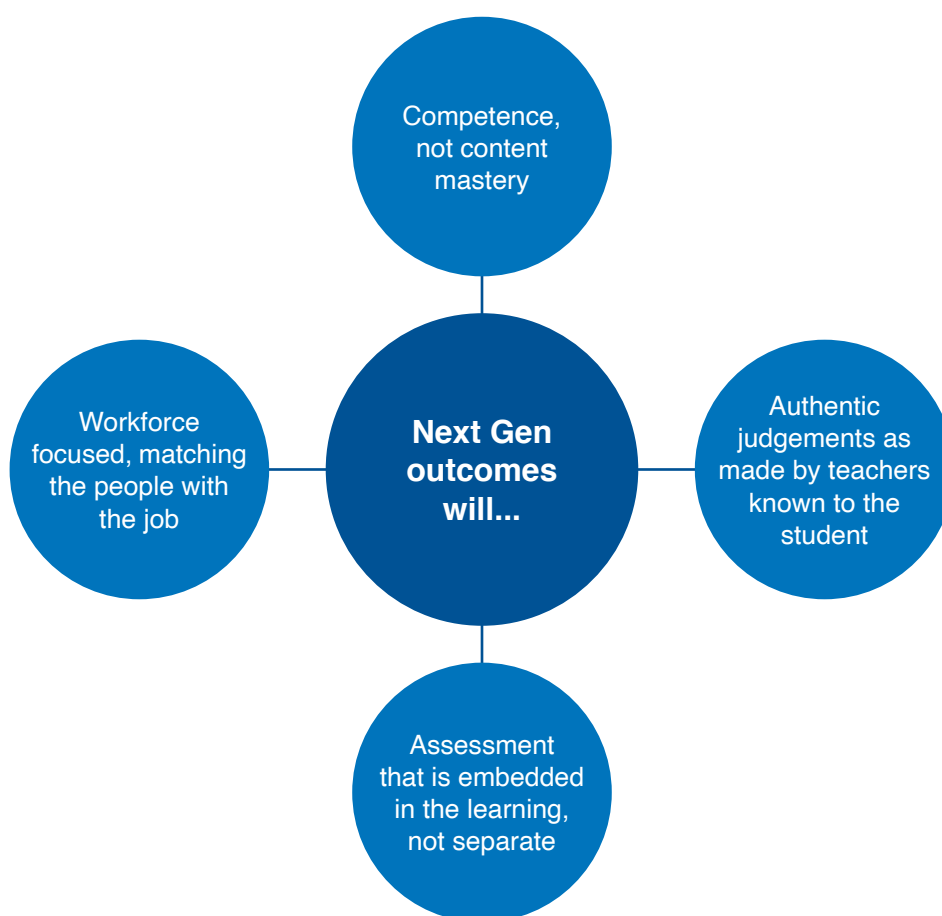 Competence,
not content
mastery
Workforce
focused, matching
the people with
the job
Next Gen
outcomes
will...
Authentic
judgements as
made by teachers
known to the
student
Assessment
that is embedded
in the learning,
not separate